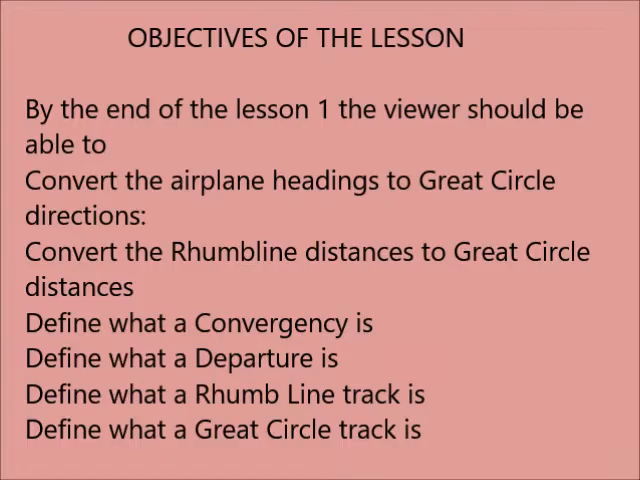 OBJECTIVES OF THE LESSON
By the end of the lesson 1 the viewer should be
able to
Convert the airplane headings to Great Circle
directions:
Convert the Rhumbline distances to Great Circle
distances
Define what a Convergency is
Define what a Departure is
Define what a Rhumb Line track is
Define what a Great Circle track is